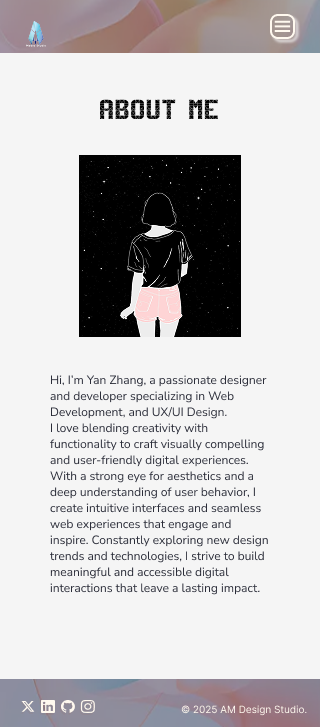 ABOUT ME
Hi, I'm Yan Zhang, a passionate designer
and developer specializing in Web
Development, and UX/UI Design.
I love blending creativity with
functionality to craft visually compelling
and user-friendly digital experiences.
With a strong eye for aesthetics and a
deep understanding of user behavior, I
create intuitive interfaces and seamless
web experiences that engage and
inspire. Constantly exploring new design
trends and technologies, I strive to build
meaningful and accessible digital
interactions that leave a lasting impact.
© 2025 AM Design Studio.